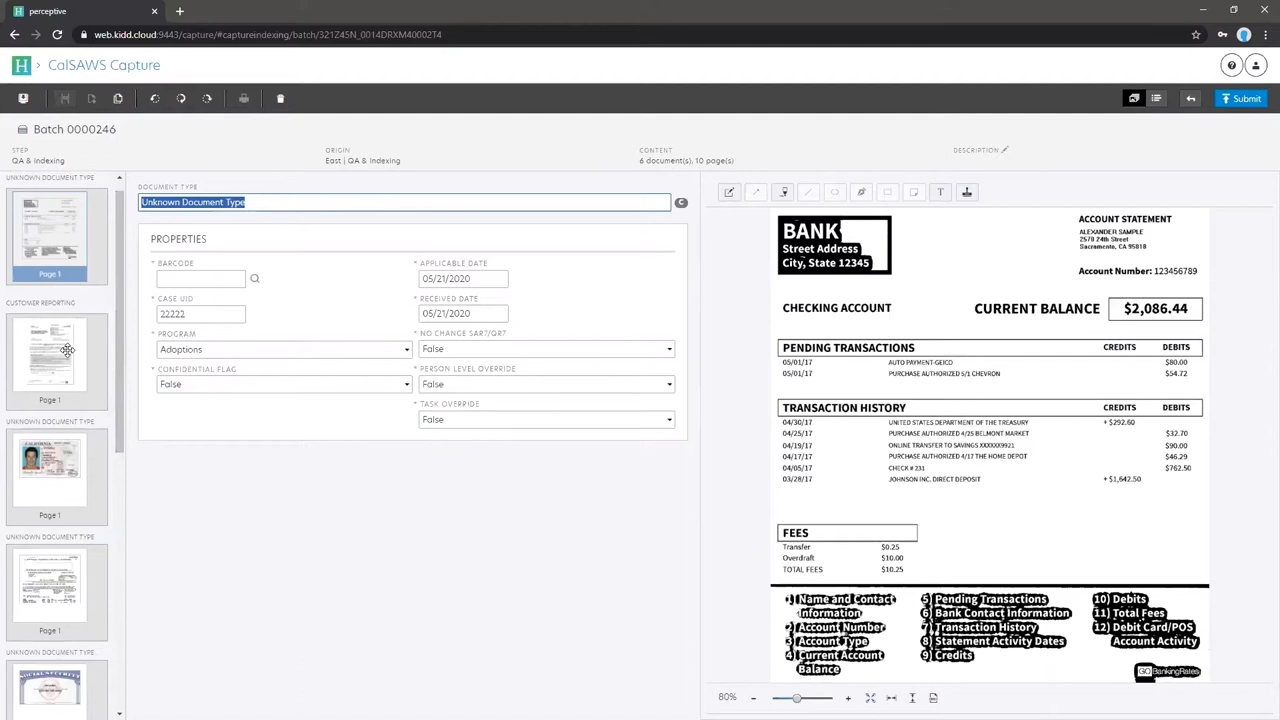 perceptive
web.kidd.cloud:9443/capture/#captureindexing/batch/321Z45N_0014DRXM40002T4
H
CalSAWS Capture
Submit
Batch 0000246
STEP
QA & Indexing
ORIGIN
East | QA & Indexing
CONTENT
6 document(s), 10 page(s)
DESCRIPTION
UNKNOWN DOCUMENT TYPE
Page 1
CUSTOMER REPORTING
Page 1
UNKNOWN DOCUMENT TYPE
CALIFORNIA
Page 1
UNKNOWN DOCUMENT TYPE
Page 1
UNKNOWN DOCUMENT TYPE
SOCIAL SECURITY
DOCUMENT TYPE
Unknown Document Type
C
PROPERTIES
* BARCODE
* APPLICABLE DATE
05/21/2020
* CASE UID
22222
* RECEIVED DATE
05/21/2020
* PROGRAM
Adoptions
* NO CHANGE SAR7/QR7
False
* CONFIDENTIAL FLAG
False
* PERSON LEVEL OVERRIDE
False
* TASK OVERRIDE
False
T
BANK
Street Address
City, State 12345
ACCOUNT STATEMENT
ALEXANDER SAMPLE
2570 24th Street
Sacramento, CA 95818
Account Number: 123456789
CHECKING ACCOUNT
CURRENT BALANCE $2,086.44
PENDING TRANSACTIONS CREDITS DEBITS
05/01/17 AUTO PAYMENT-GEICO $80.00
05/01/17 PURCHASE AUTHORIZED 5/1 CHEVRON $54.72
TRANSACTION HISTORY CREDITS DEBITS
04/30/17 UNITED STATES DEPARTMENT OF THE TREASURY + $292.60
04/25/17 PURCHASE AUTHORIZED 4/25 BELMONT MARKET $32.70
04/19/17 ONLINE TRANSFER TO SAVINGS XXXXXX9921 $90.00
04/17/17 PURCHASE AUTHORIZED 4/17 THE HOME DEPOT $46.29
04/05/17 CHECK # 231 $762.50
03/28/17 JOHNSON INC. DIRECT DEPOSIT + $1,642.50
FEES
Transfer $0.25
Overdraft $10.00
TOTAL FEES $10.25
1) Name and Contact Information
2) Account Number
3) Account Type
4) Current Account Balance
5) Pending Transactions
6) Bank Contact Information
7) Transaction History
8) Statement Activity Dates
9) Credits
10) Debits
11) Total Fees
12) Debit Card/POS Account Activity
GOBankingRates
80%